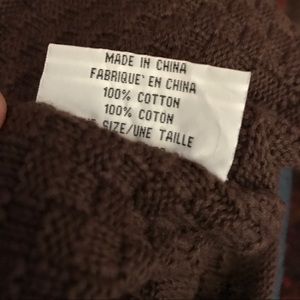 MADE IN CHINA
FABRIQUE' EN CHINA
100% COTTON
100% COTON
SIZE/UNE TAILLE